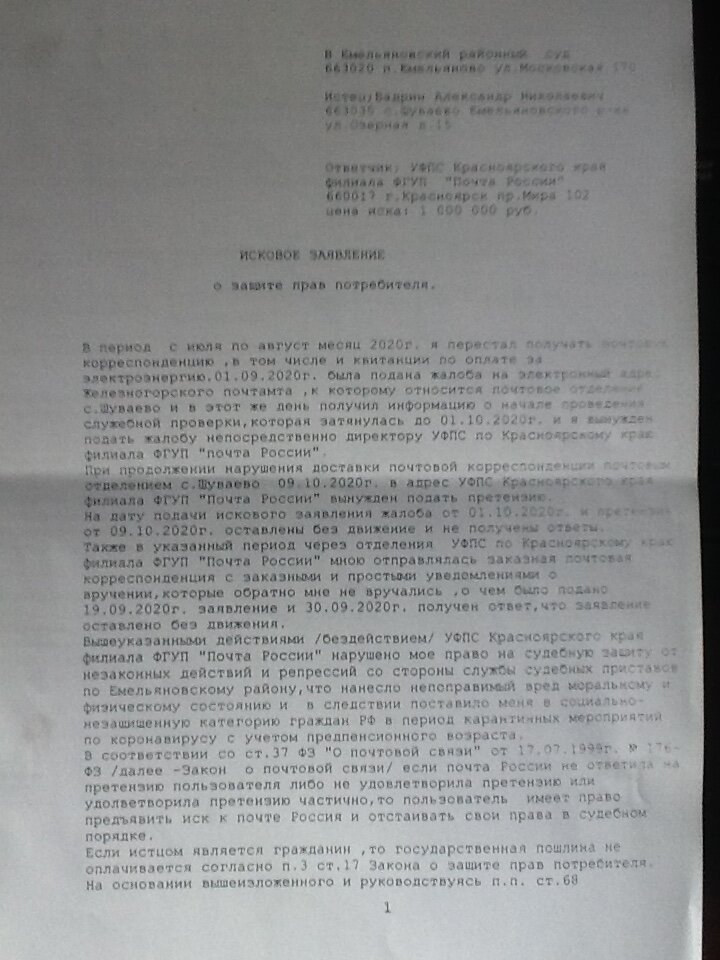 В Емельяновский районный суд
663020 п.Емельяново ул.Московская 170
Истец;Бадрин Александр Николаевич
663035 с.Шуваево Емельяновского р-на
ул.Озерная д.15
Ответчик; УФПС Красноярского края
филиала ФГУП "Почта России"
660017 г.Красноярск пр.Мира 102
цена иска: 1 000 000 руб.
ИСКОВОЕ ЗАЯВЛЕНИЕ
о защите прав потребителя.
В период с июля по август месяц 2020г. я перестал получать почтовую
корреспонденцию ,в том числе и квитанции по оплате за
электроэнергию.01.09.2020г. была подана жалоба на электронный адрес
Железногорского почтамта ,к которому относится почтовое отделение
с.Шуваево и в этот же день получил информацию о начале проведения
служебной проверки,которая затянулась до 01.10.2020г. и я вынужден
подать жалобу непосредственно директору УФПС по Красноярскому краю
филиала ФГУП "почта России".
При продолжении нарушения доставки почтовой корреспонденции почтовым
отделением с.Шуваево 09.10.2020г. в адрес УФПС Красноярского края
филиала ФГУП "Почта России" вынужден подать претензию.
На дату подачи искового заявления жалоба от 01.10.2020г. и претензия
от 09.10.2020г. оставлены без движение и не получены ответы.
Также в указанный период через отделения УФПС по Красноярскому краю
филиала ФГУП "Почта России" мною отправлялась заказная почтовая
корреспонденция с заказными и простыми уведомлениями о
вручении,которые обратно мне не вручались ,о чем было подано
19.09.2020г. заявление и 30.09.2020г. получен ответ,что заявление
оставлено без движения.
Вышеуказанными действиями /бездействием/ УФПС Красноярского края
филиала ФГУП "Почта России" нарушено мое право на судебную защиту от
незаконных действий и репрессий со стороны службы судебных приставов
по Емельяновскому району,что нанесло непоправимый вред моральному и
физическому состоянию и в следствии поставило меня в социально-
незащищенную категорию граждан РФ в период карантинных мероприятий
по коронавирусу с учетом предпенсионного возраста.
В соответствии со ст.37 ФЗ "О почтовой связи" от 17.07.1999г. № 176-
ФЗ /далее -Закон о почтовой связи/ если почта России не ответила на
претензию пользователя либо не удовлетворила претензию или
удолветворила претензию частично,то пользователь имеет право
предъявить иск к почте Россия и отстаивать свои права в судебном
порядке.
Если истцом является гражданин ,то государственная пошлина не
оплачивается согласно п.3 ст.17 Закона о защите прав потребителя.
На основании вышеизложенного и руководствуясь п.п. ст.68
1